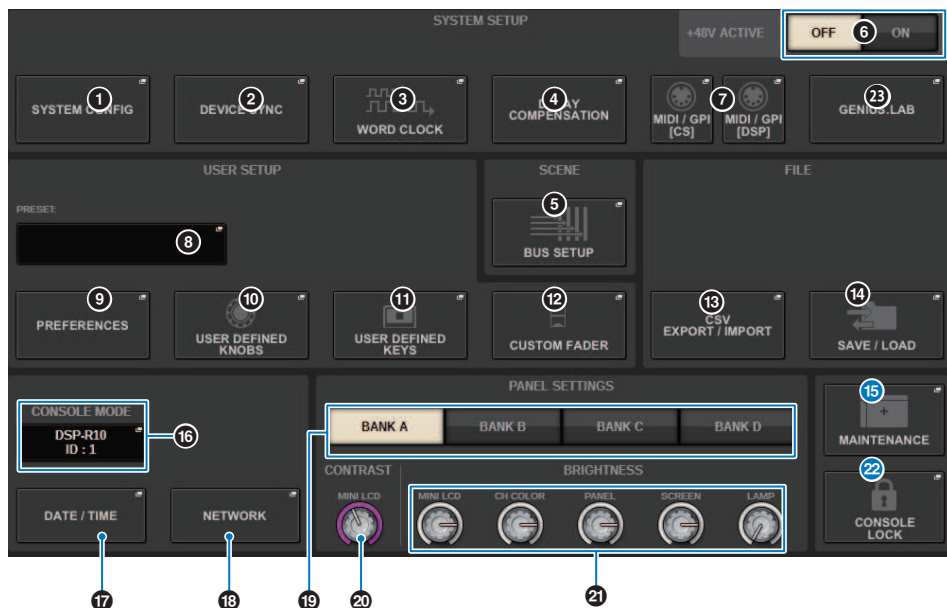 SYSTEM SETUP
+48V ACTIVE
OFF
6
ON
1
SYSTEM CONFIG
2
DEVICE SYNC
3
WORD CLOCK
4
DELAY
COMPENSATION
7
MIDI / GPI
[CS]
MIDI / GPI
[DSP]
23
GENIUS.LAB
USER SETUP
SCENE
FILE
PRESET:
8
5
BUS SETUP
9
PREFERENCES
10
USER DEFINED
KNOBS
11
USER DEFINED
KEYS
12
CUSTOM FADER
13
CSV
EXPORT / IMPORT
14
SAVE / LOAD
CONSOLE MODE
DSP-R10
ID : 1
16
PANEL SETTINGS
BANK A
BANK B
BANK C
BANK D
15
MAINTENANCE
CONTRAST
BRIGHTNESS
MINI LCD
MINI LCD
CH COLOR
PANEL
SCREEN
LAMP
22
CONSOLE
LOCK
DATE / TIME
NETWORK
17
18
19
20
21